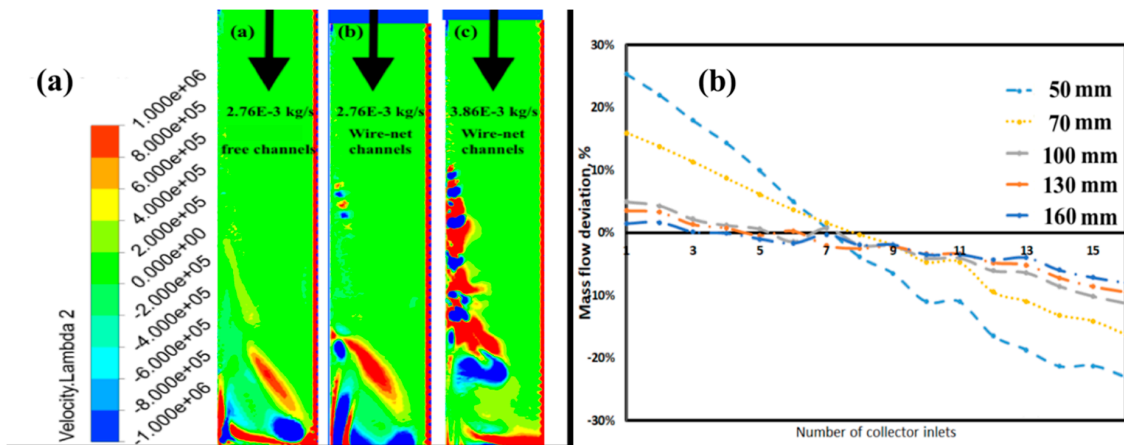 (a)
Velocity.Lambda 2
1.000e+06
8.000e+05
6.000e+05
4.000e+05
2.000e+05
0.000e+00
-2.000e+05
-4.000e+05
-6.000e+05
-8.000e+05
-1.000e+06
(a)
2.76E-3 kg/s
free channels
(b)
2.76E-3 kg/s
Wire-net
channels
(c)
3.86E-3 kg/s
Wire-net
channels
(b)
Mass flow deviation, %
30%
20%
10%
0%
10%
-20%
-30%
1 3 5 7 9 11 13 15
Number of collector inlets
50 mm
70 mm
100 mm
130 mm
160 mm